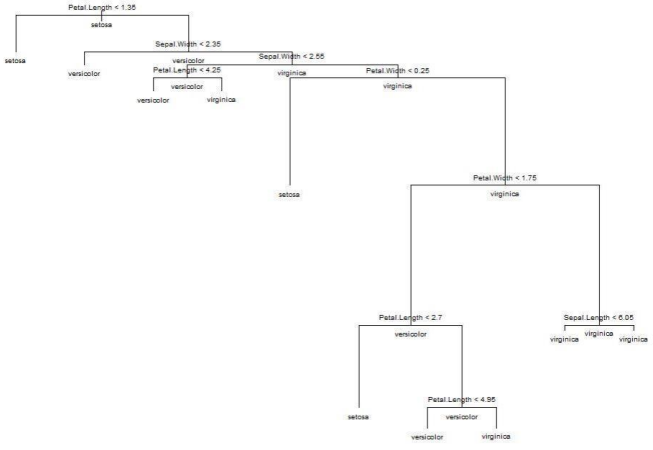 Petal.Length < 1.35
setosa
setosa
Sepal.Width < 2.35
versicolor
versicolor
Sepal.Width < 2.55
virginica
Petal.Length < 4.25
versicolor
versicolor
virginica
Petal.Width < 0.25
virginica
setosa
Petal.Width < 1.75
virginica
Petal.Length < 2.7
versicolor
Sepal.Length < 6.05
virginica
virginica
virginica
setosa
Petal.Length < 4.95
versicolor
versicolor
virginica